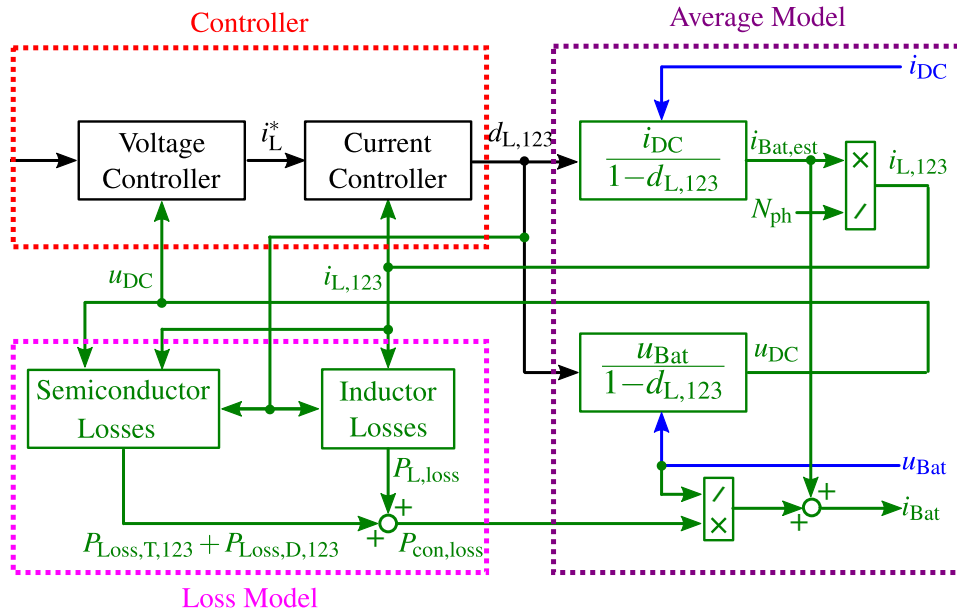 Controller
Average Model
i_DC
Voltage
Controller
i*_L
Current
Controller
d_L,123
i_DC
1−d_L,123
i_Bat,est
×
/
i_L,123
N_ph
u_DC
i_L,123
u_Bat
1−d_L,123
u_DC
Semiconductor
Losses
Inductor
Losses
P_L,loss
u_Bat
/
×
+
+
i_Bat
+
+
P_Loss,T,123 + P_Loss,D,123
P_con,loss
Loss Model